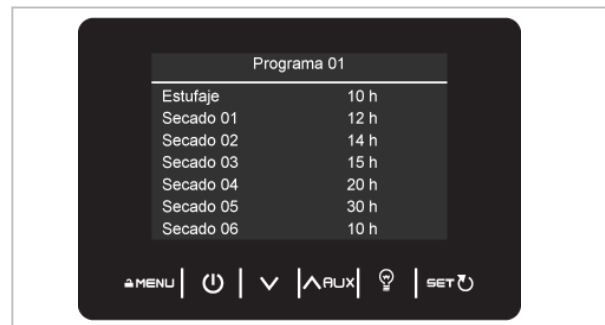 Programa 01
Estufaje 10 h
Secado 01 12 h
Secado 02 14 h
Secado 03 15 h
Secado 04 20 h
Secado 05 30 h
Secado 06 10 h
MENU AUX SET